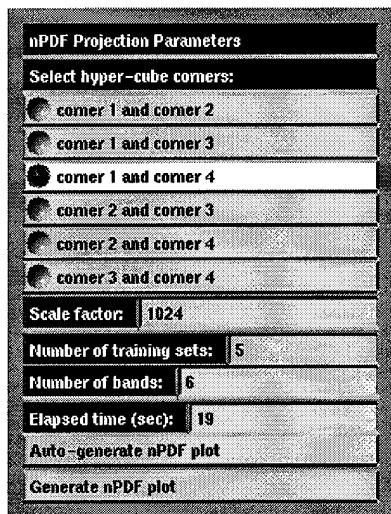 nPDF Projection Parameters
Select hyper-cube corners:
corner 1 and corner 2
corner 1 and corner 3
corner 1 and corner 4
corner 2 and corner 3
corner 2 and corner 4
corner 3 and corner 4
Scale factor: 1024
Number of training sets: 5
Number of bands: 6
Elapsed time (sec): 19
Auto-generate nPDF plot
Generate nPDF plot